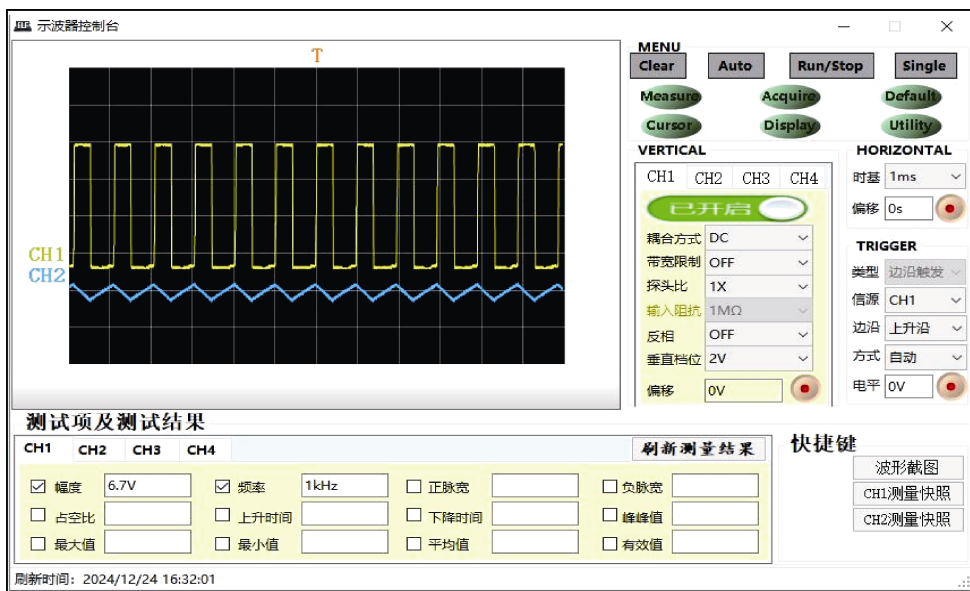 示波器控制台
T
CH1
CH2
MENU
Clear Auto Run/Stop Single
Measure Acquire Default
Cursor Display Utility
VERTICAL
CH1 CH2 CH3 CH4
已开启
耦合方式 DC
带宽限制 OFF
探头比 1X
输入阻抗 1MΩ
反相 OFF
垂直档位 2V
偏移 0V
HORIZONTAL
时基 1ms
偏移 0s
TRIGGER
类型 边沿触发
信源 CH1
边沿 上升沿
方式 自动
电平 0V
测试项及测试结果
CH1 CH2 CH3 CH4 刷新测量结果
幅度 6.7V 频率 1kHz 正脉宽 负脉宽
占空比 上升时间 下降时间 峰峰值
最大值 最小值 平均值 有效值
快捷键
波形截图
CH1测量快照
CH2测量快照
刷新时间：2024/12/24 16:32:01